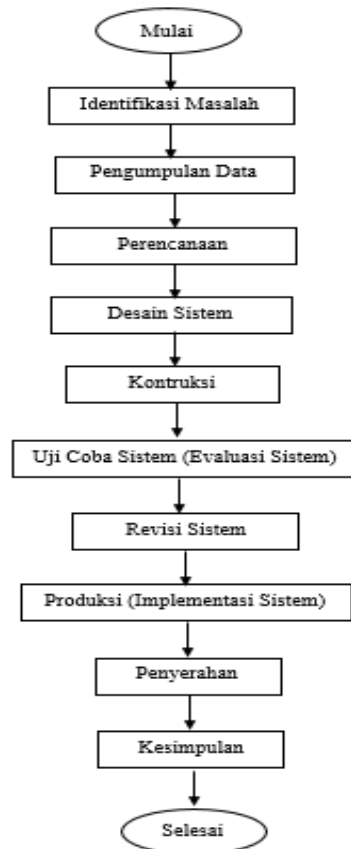 Mulai
Identifikasi Masalah
Pengumpulan Data
Perencanaan
Desain Sistem
Kontruksi
Uji Coba Sistem (Evaluasi Sistem)
Revisi Sistem
Produksi (Implementasi Sistem)
Penyerahan
Kesimpulan
Selesai